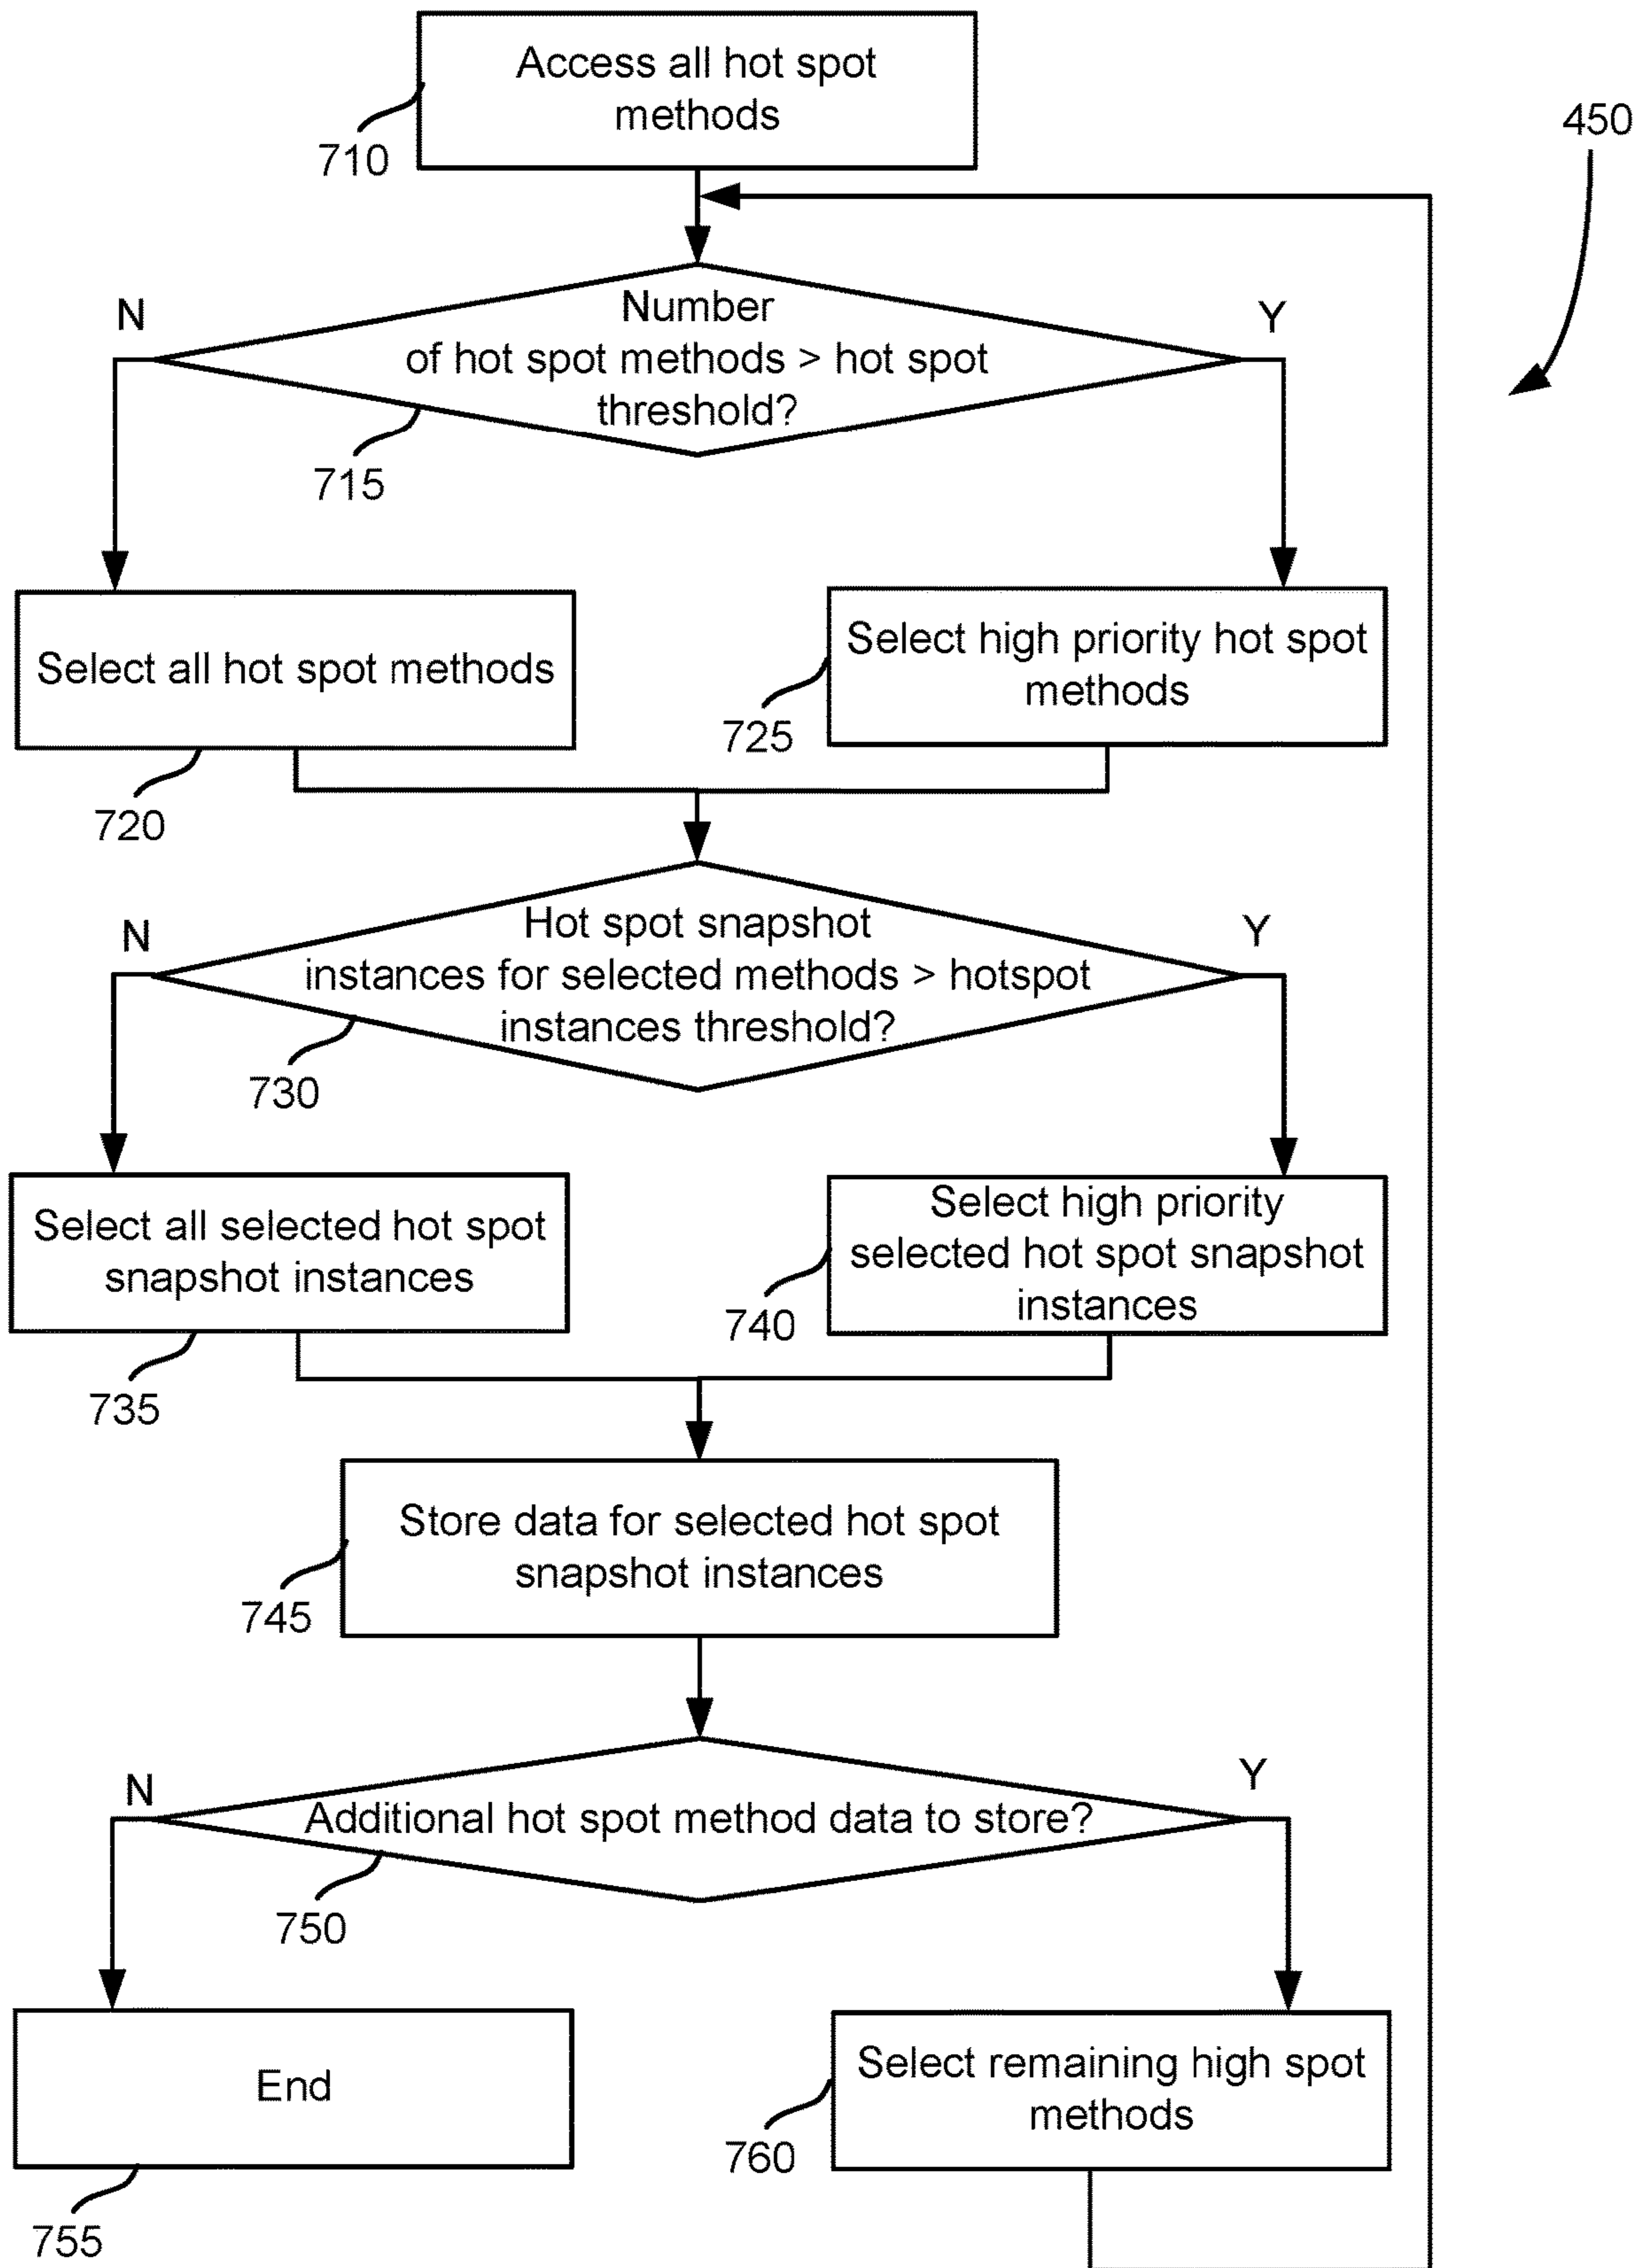 Access all hot spot
methods
710
450
N
Y
Number
of hot spot methods > hot spot
threshold?
715
Select all hot spot methods
720
Select high priority hot spot
methods
725
N
Y
Hot spot snapshot
instances for selected methods > hotspot
instances threshold?
730
Select all selected hot spot
snapshot instances
735
Select high priority
selected hot spot snapshot
instances
740
Store data for selected hot spot
snapshot instances
745
N
Y
Additional hot spot method data to store?
750
End
755
Select remaining high spot
methods
760